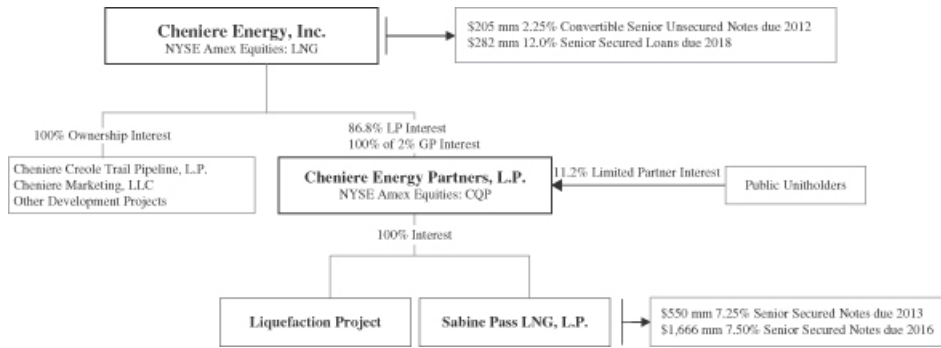 Cheniere Energy, Inc.
NYSE Amex Equities: LNG
$205 mm 2.25% Convertible Senior Unsecured Notes due 2012
$282 mm 12.0% Senior Secured Loans due 2018
100% Ownership Interest
86.8% LP Interest
100% of 2% GP Interest
Cheniere Creole Trail Pipeline, L.P.
Cheniere Marketing, LLC
Other Development Projects
Cheniere Energy Partners, L.P.
NYSE Amex Equities: CQP
11.2% Limited Partner Interest
Public Unitholders
100% Interest
Liquefaction Project
Sabine Pass LNG, L.P.
$550 mm 7.25% Senior Secured Notes due 2013
$1,666 mm 7.50% Senior Secured Notes due 2016